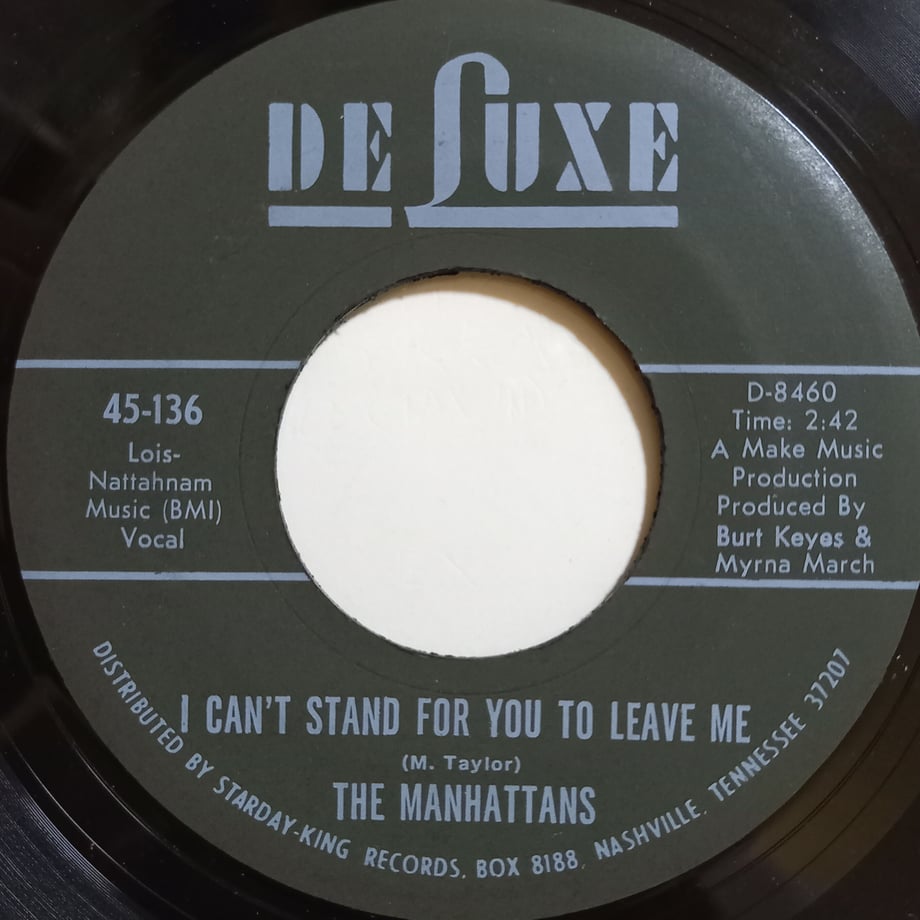 DELUXE
45-136
Lois-
Nattahnam
Music (BMI)
Vocal
D-8460
Time: 2:42
A Make Music
Production
Produced By
Burt Keyes &
Myrna March
I CAN'T STAND FOR YOU TO LEAVE ME
(M. Taylor)
THE MANHATTANS
DISTRIBUTED BY STARDAY-KING RECORDS, BOX 8188, NASHVILLE, TENNESSEE 37207